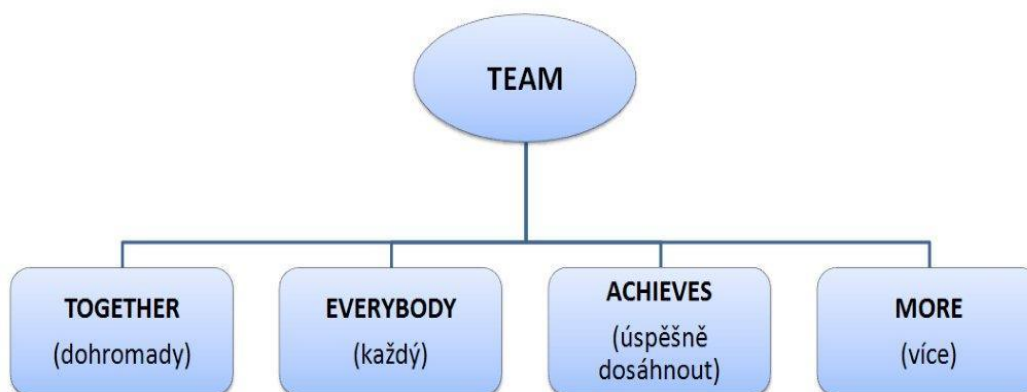 TEAM
TOGETHER
(dohromady)
EVERYBODY
(každý)
ACHIEVES
(úspěšně
dosáhnout)
MORE
(více)